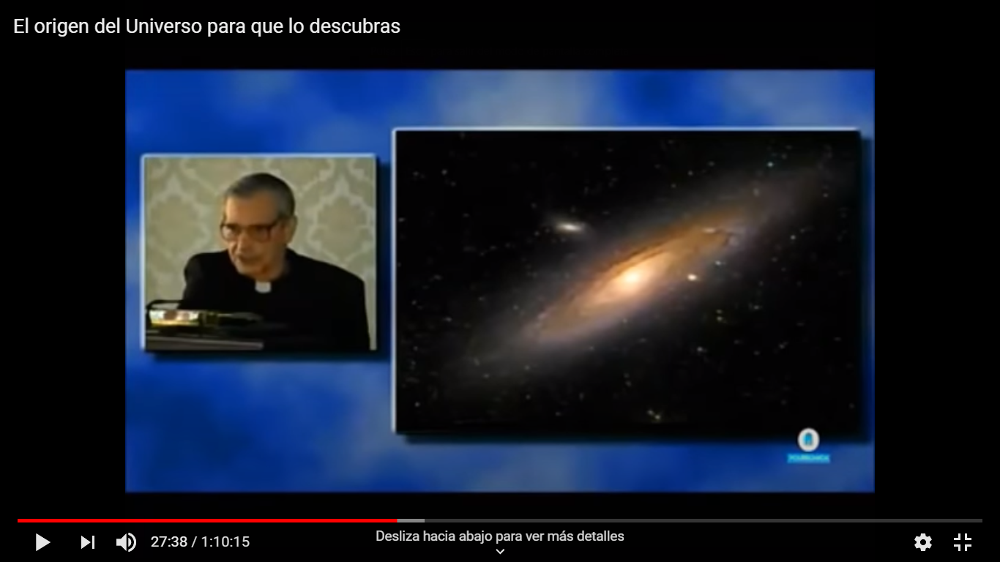 El origen del Universo para que lo descubras
27:38 / 1:10:15
Desliza hacia abajo para ver más detalles